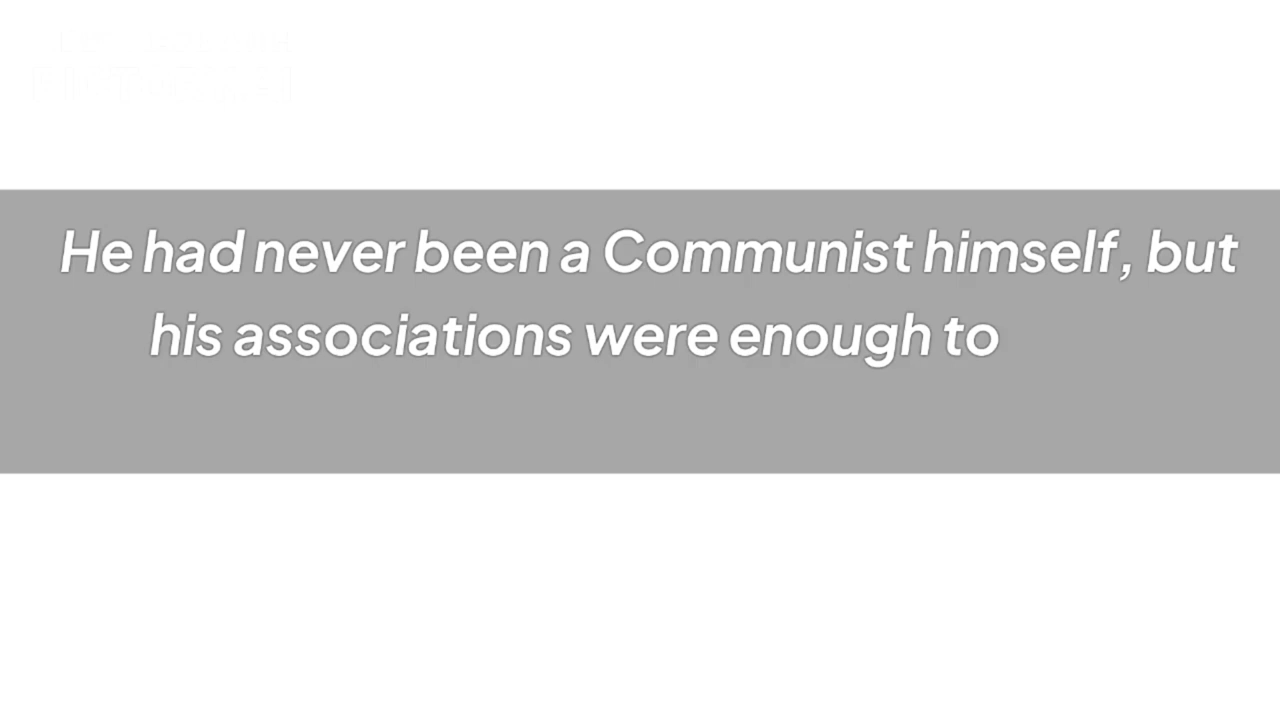 He had never been a Communist himself, but
his associations were enough to